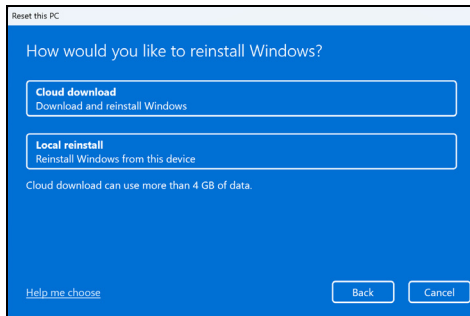 Reset this PC
How would you like to reinstall Windows?
Cloud download
Download and reinstall Windows
Local reinstall
Reinstall Windows from this device
Cloud download can use more than 4 GB of data.
Help me choose
Back
Cancel